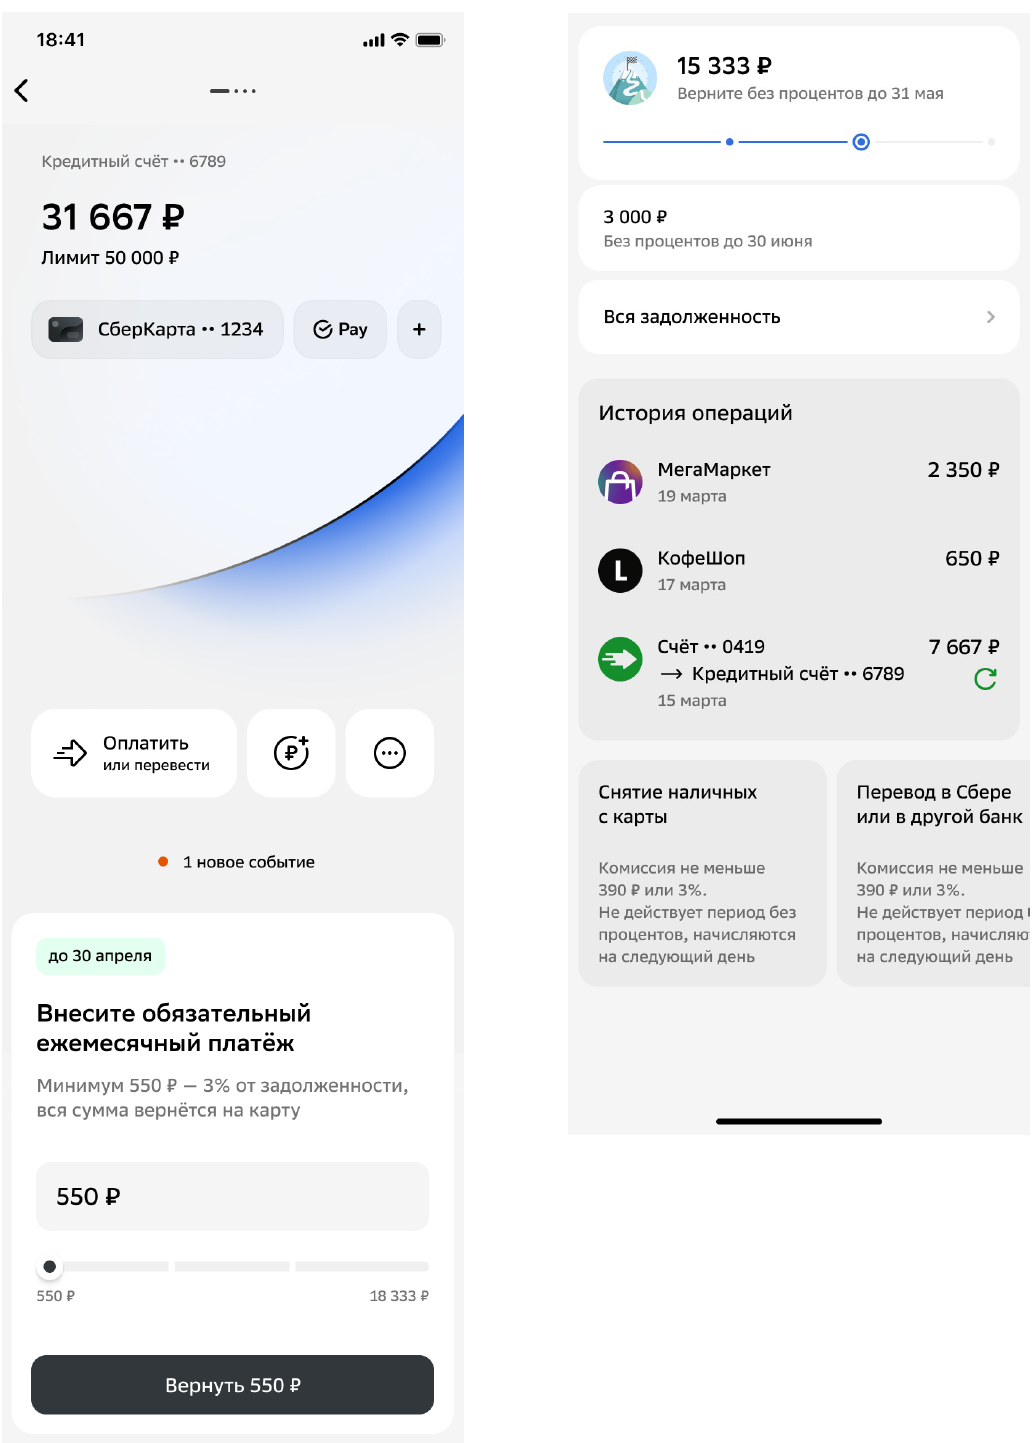 18:41
Кредитный счёт •• 6789
31 667 ₽
Лимит 50 000 ₽
СберКарта •• 1234
Pay
+
Оплатить
или перевести
1 новое событие
до 30 апреля
Внесите обязательный
ежемесячный платёж
Минимум 550 ₽ — 3% от задолженности,
вся сумма вернётся на карту
550 ₽
550 ₽
18 333 ₽
Вернуть 550 ₽
15 333 ₽
Верните без процентов до 31 мая
3 000 ₽
Без процентов до 30 июня
Вся задолженность
История операций
МегаМаркет
2 350 ₽
19 марта
L
КофеШоп
650 ₽
17 марта
Счёт •• 0419
7 667 ₽
→ Кредитный счёт •• 6789
15 марта
Снятие наличных
с карты
Комиссия не меньше
390 ₽ или 3%.
Не действует период без
процентов, начисляются
на следующий день
Перевод в Сбере
или в другой банк
Комиссия не меньше
390 ₽ или 3%.
Не действует период
процентов,
на следующий день